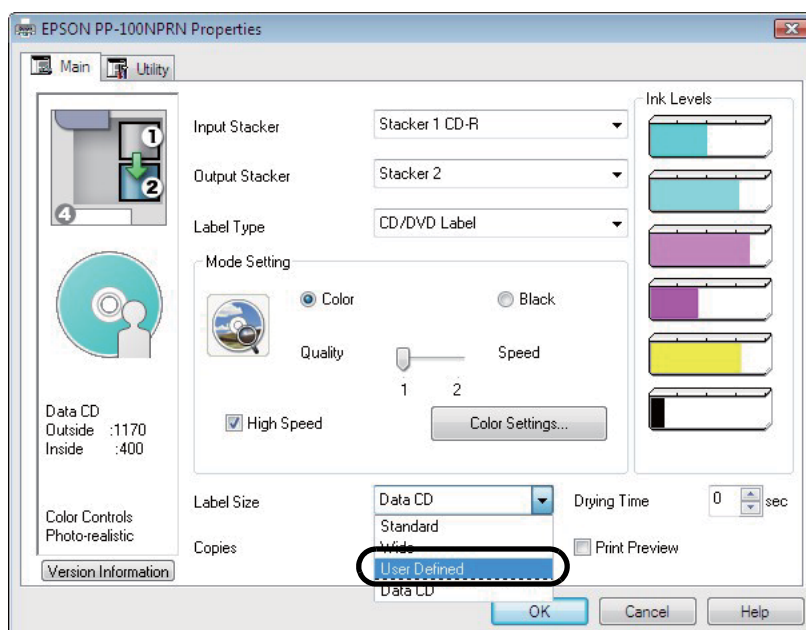 EPSON PP-100NPRN Properties
Main
Utility
1
2
4
Data CD
Outside :1170
Inside :400
Color Controls
Photo-realistic
Version Information
Input Stacker
Stacker 1 CD-R
Output Stacker
Stacker 2
Label Type
CD/DVD Label
Mode Setting
Color
Black
Quality
Speed
1 2
High Speed
Color Settings...
Ink Levels
Label Size
Data CD
Drying Time
0
sec
Standard
Wide
User Defined
Data CD
Copies
Print Preview
OK
Cancel
Help